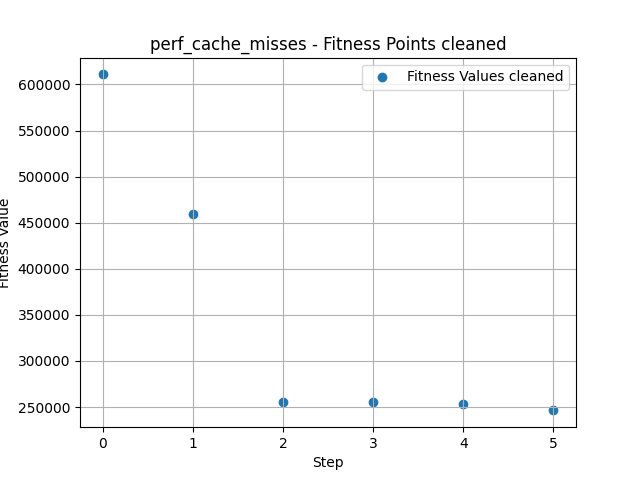 perf_cache_misses - Fitness Points cleaned
Fitness Values cleaned
600000
550000
500000
450000
400000
350000
300000
250000
Fitness Value
0 1 2 3 4 5
Step